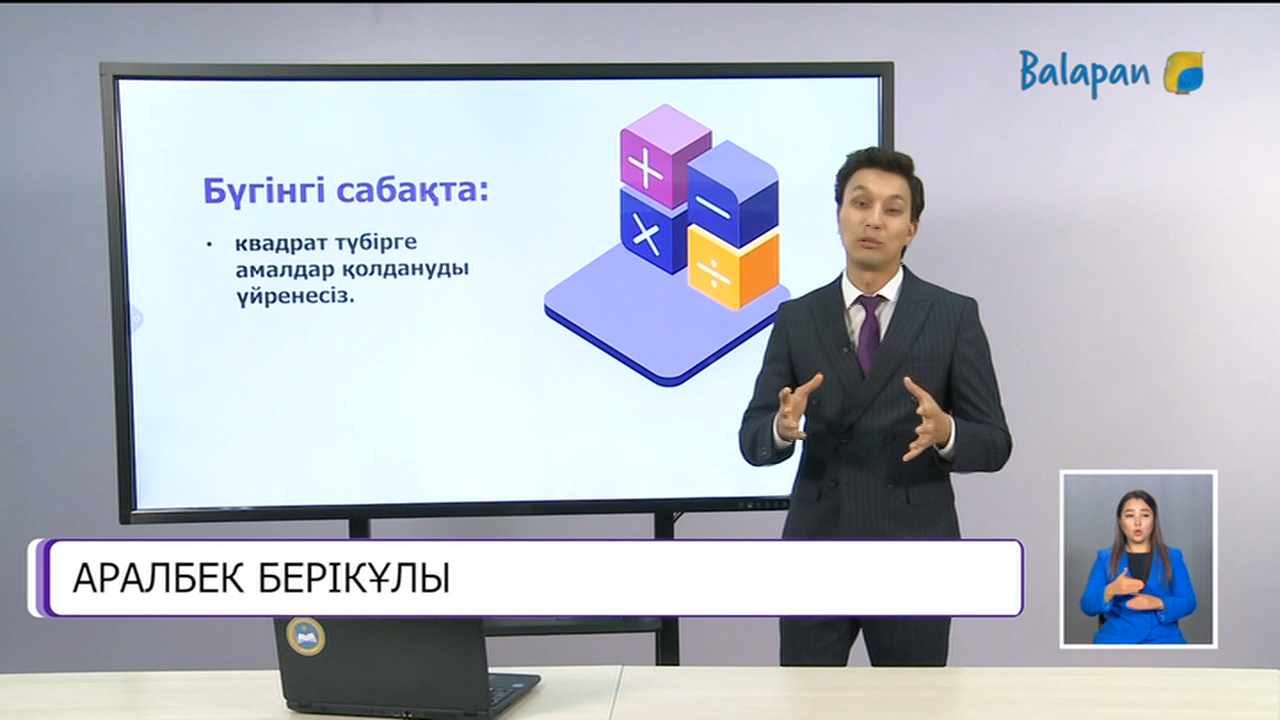 Balapan
Бүгінгі сабақта:
• квадрат түбірге
амалдар қолдануды
үйренесіз.
АРАЛБЕК БЕРІКҰЛЫ